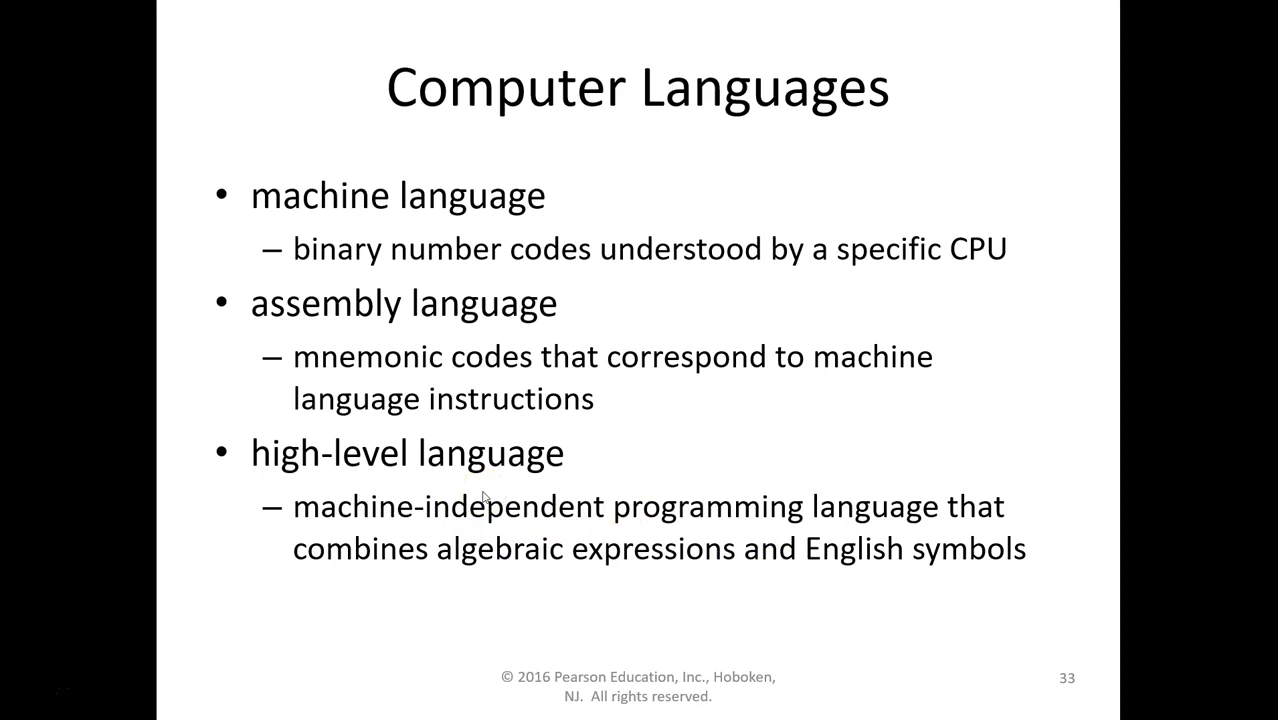 Computer Languages
• machine language
– binary number codes understood by a specific CPU
• assembly language
– mnemonic codes that correspond to machine
language instructions
• high-level language
– machine-independent programming language that
combines algebraic expressions and English symbols
© 2016 Pearson Education, Inc., Hoboken,
NJ. All rights reserved.
33